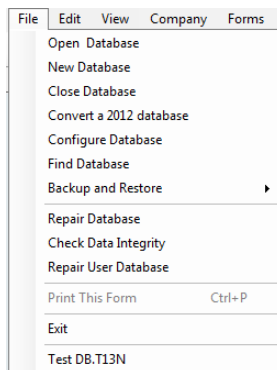 File Edit View Company Forms
Open Database
New Database
Close Database
Convert a 2012 database
Configure Database
Find Database
Backup and Restore
Repair Database
Check Data Integrity
Repair User Database
Print This Form Ctrl+P
Exit
Test DB.T13N